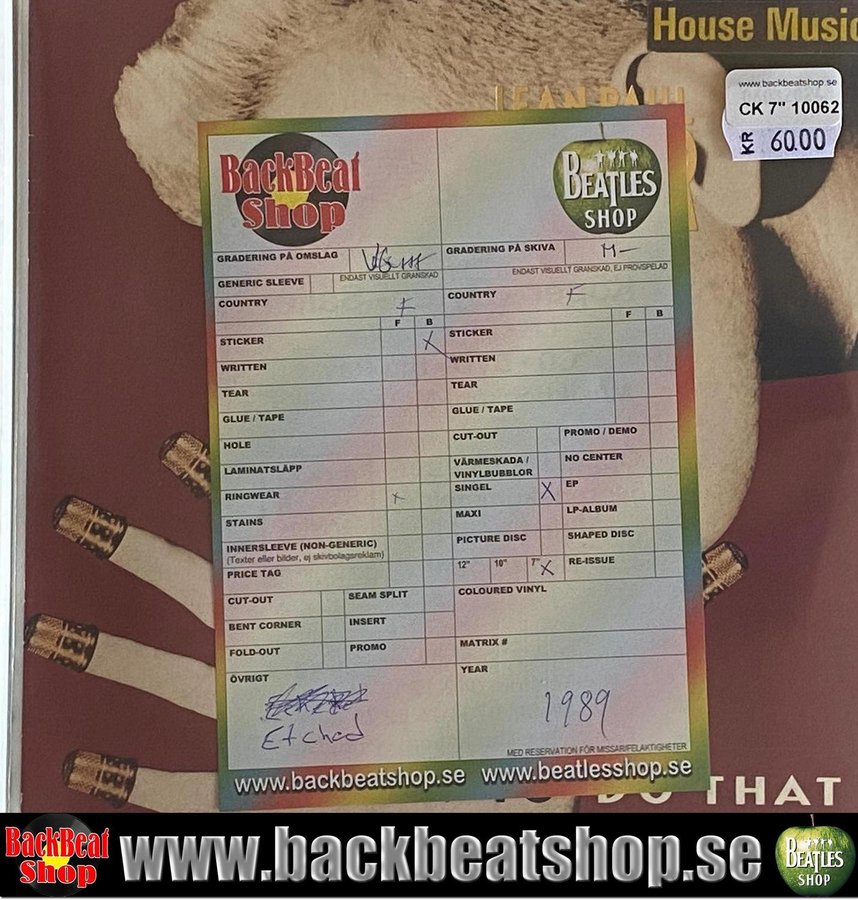 House Music
www.backbeatshop.se
CK 7" 10062
KR 60.00
JEAN PAUL
BackBeat
Shop
BEATLES
SHOP
GRADERING PÅ OMSLAG
ENDAST VISUELLT GRANSKAD
GENERIC SLEEVE
COUNTRY F
F B
STICKER X
WRITTEN
TEAR
GLUE / TAPE
HOLE
LAMINATSLÄPP
RINGWEAR x
STAINS
INNERSLEEVE (NON-GENERIC)
(Texter eller bilder, ej skivbolagsreklam)
PRICE TAG
CUT-OUT SEAM SPLIT
BENT CORNER INSERT
FOLD-OUT PROMO
ÖVRIGT
Etched
GRADERING PÅ SKIVA M-
ENDAST VISUELLT GRANSKAD, EJ PROVSPELAD
COUNTRY F
F B
STICKER
WRITTEN
TEAR
GLUE / TAPE
CUT-OUT PROMO / DEMO
VÄRMESKADA / NO CENTER
VINYLBUBBLOR
SINGEL X EP
MAXI LP-ALBUM
PICTURE DISC SHAPED DISC
12" 10" 7" X RE-ISSUE
COLOURED VINYL
MATRIX #
YEAR
1989
MED RESERVATION FÖR MISSAR/FELAKTIGHETER
www.backbeatshop.se www.beatlesshop.se
DO THAT
BackBeat
Shop
www.backbeatshop.se
BEATLES
SHOP